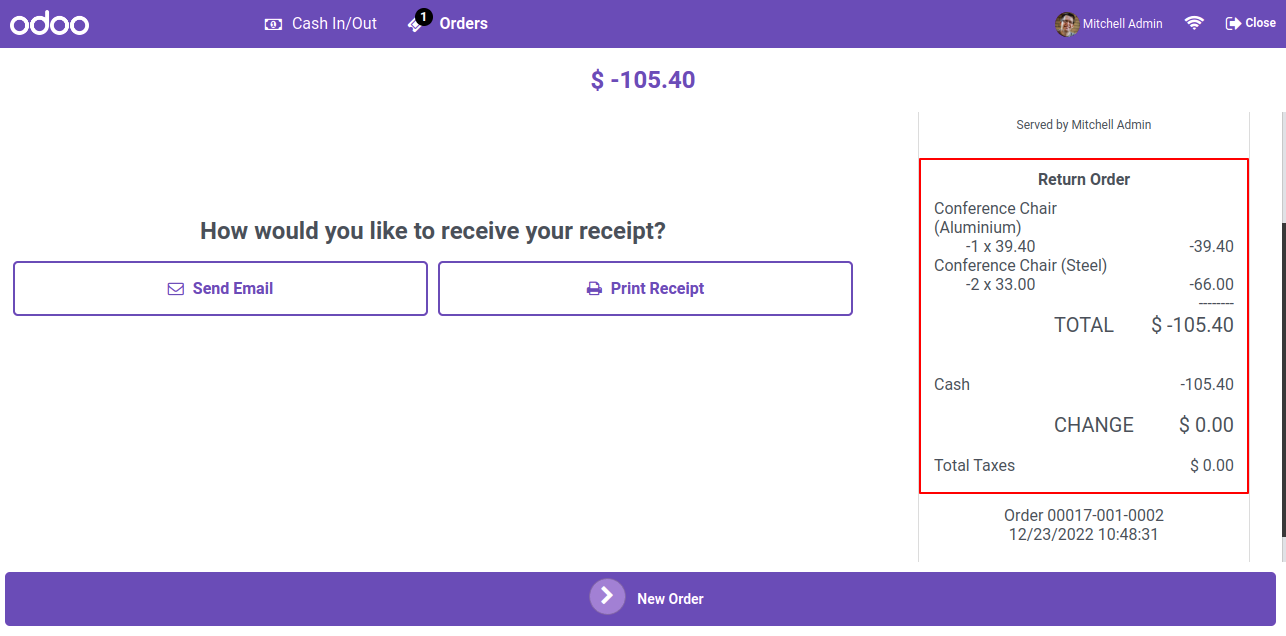 odoo Cash In/Out 1 Orders Mitchell Admin Close
$ -105.40
Served by Mitchell Admin
Return Order
Conference Chair
(Aluminium)
-1 x 39.40 -39.40
Conference Chair (Steel)
-2 x 33.00 -66.00
--------
TOTAL $ -105.40
Cash -105.40
CHANGE $ 0.00
Total Taxes $ 0.00
Order 00017-001-0002
12/23/2022 10:48:31
How would you like to receive your receipt?
Send Email Print Receipt
New Order